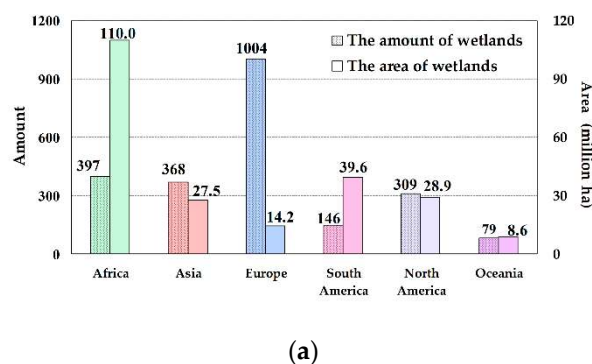 1200
900
600
300
0
Amount
120
90
60
30
0
Area (million ha)
The amount of wetlands
The area of wetlands
397
110.0
368
27.5
1004
14.2
146
39.6
309
28.9
79
8.6
Africa
Asia
Europe
South
America
North
America
Oceania
(a)